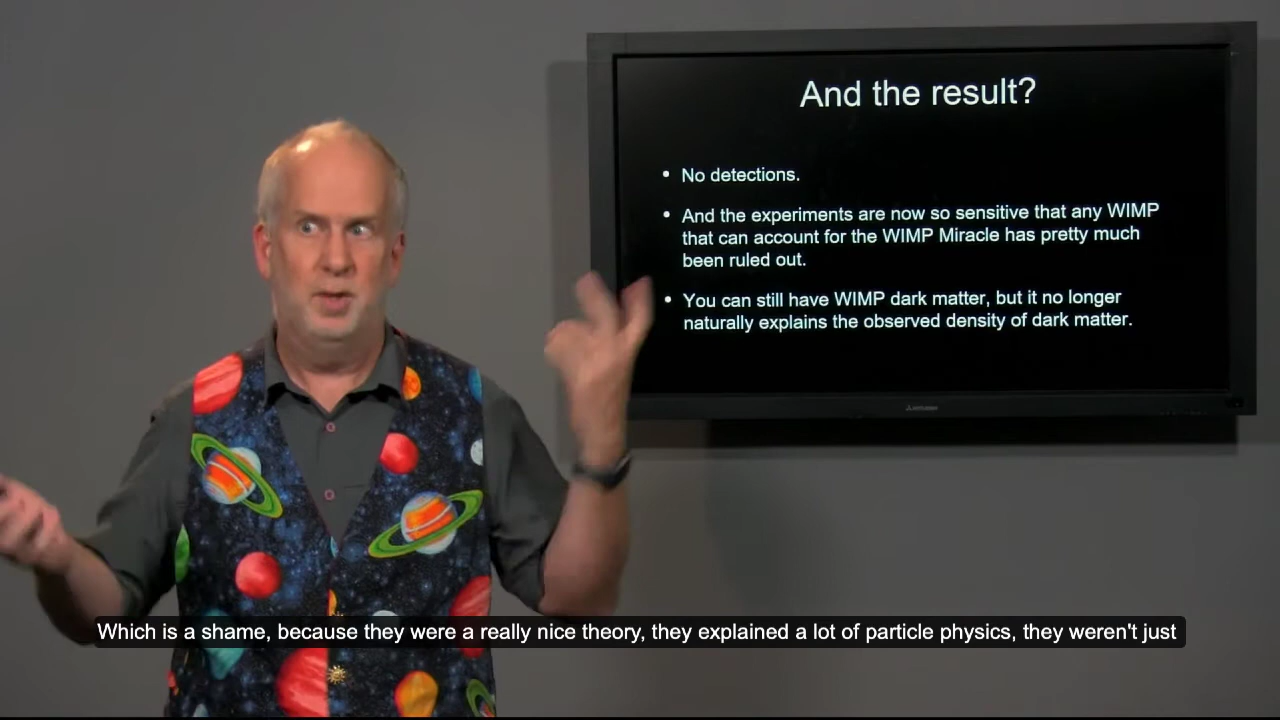 And the result?
• No detections.
• And the experiments are now so sensitive that any WIMP
that can account for the WIMP Miracle has pretty much
been ruled out.
• You can still have WIMP dark matter, but it no longer
naturally explains the observed density of dark matter.
Which is a shame, because they were a really nice theory, they explained a lot of particle physics, they weren't just